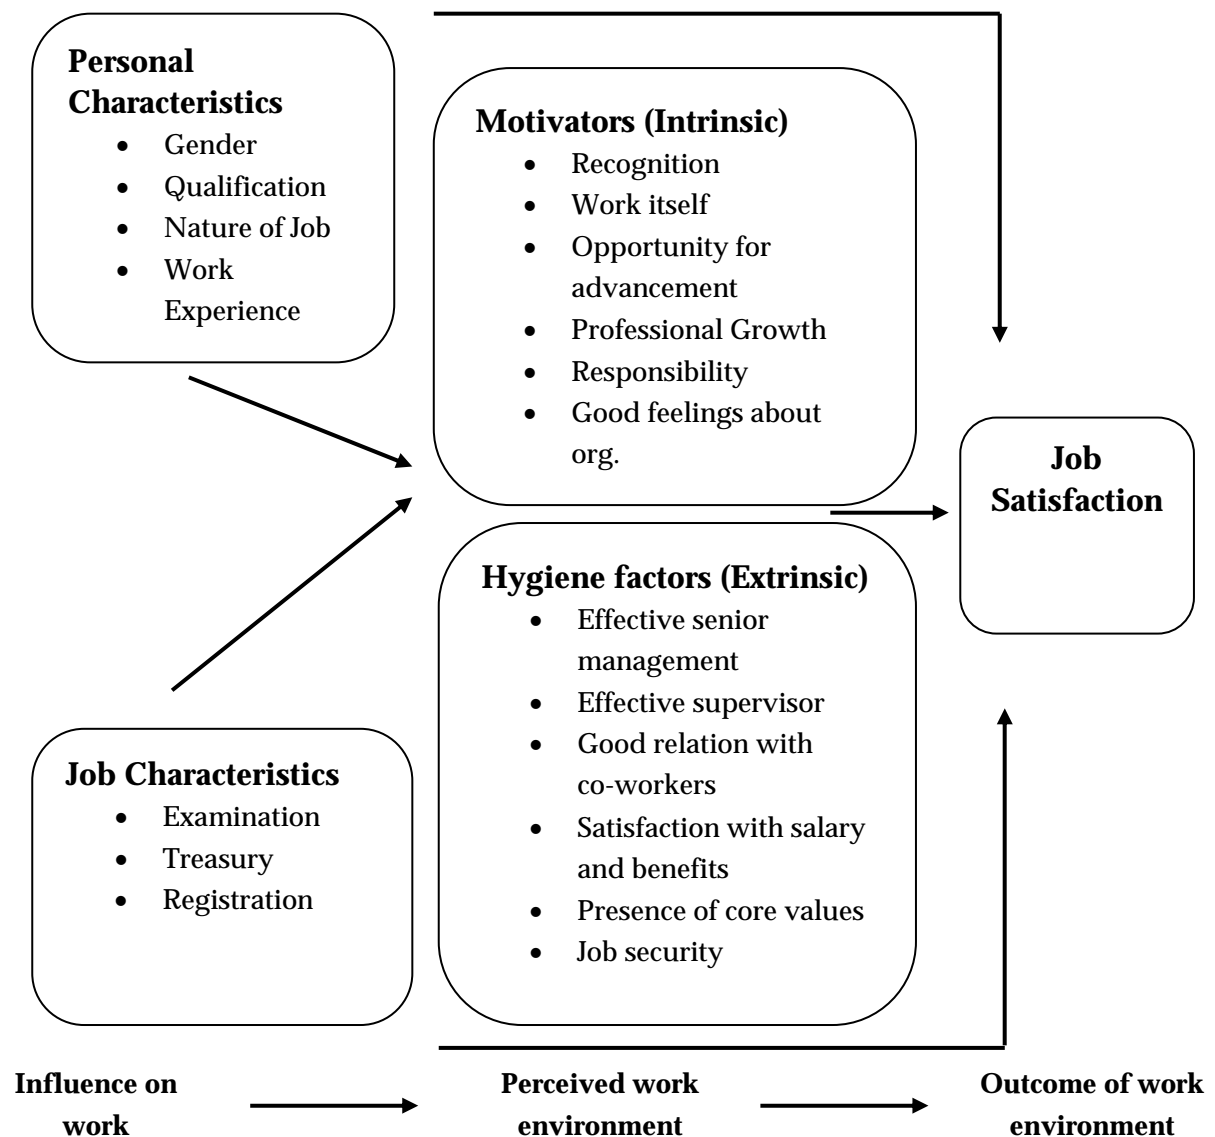 Personal
Characteristics
• Gender
• Qualification
• Nature of Job
• Work
Experience
Motivators (Intrinsic)
• Recognition
• Work itself
• Opportunity for
advancement
• Professional Growth
• Responsibility
• Good feelings about
org.
Job
Satisfaction
Hygiene factors (Extrinsic)
• Effective senior
management
• Effective supervisor
• Good relation with
co-workers
• Satisfaction with salary
and benefits
• Presence of core values
• Job security
Job Characteristics
• Examination
• Treasury
• Registration
Influence on
work
Perceived work
environment
Outcome of work
environment